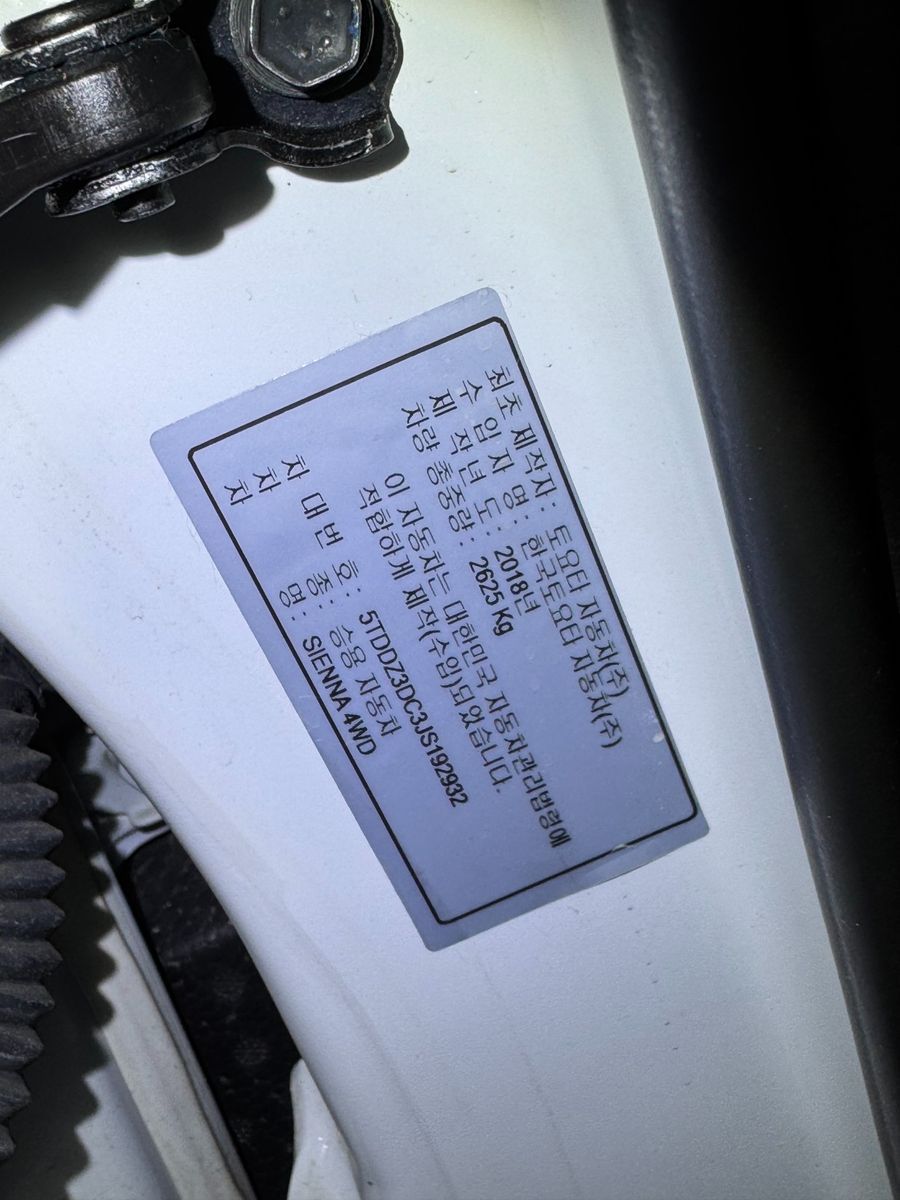 최초 제작자: 토요타 자동차(주)
수 입 자 명: 한국토요타 자동차(주)
제 작 년 도: 2018년
차량 총중량: 2625 Kg
이 자동차는 대한민국 자동차관리법령에
적합하게 제작(수입)되었습니다.
차 대 번 호: 5TDDZ3DC3JS192932
차 종: 승용 자동차
차 명: SIENNA 4WD